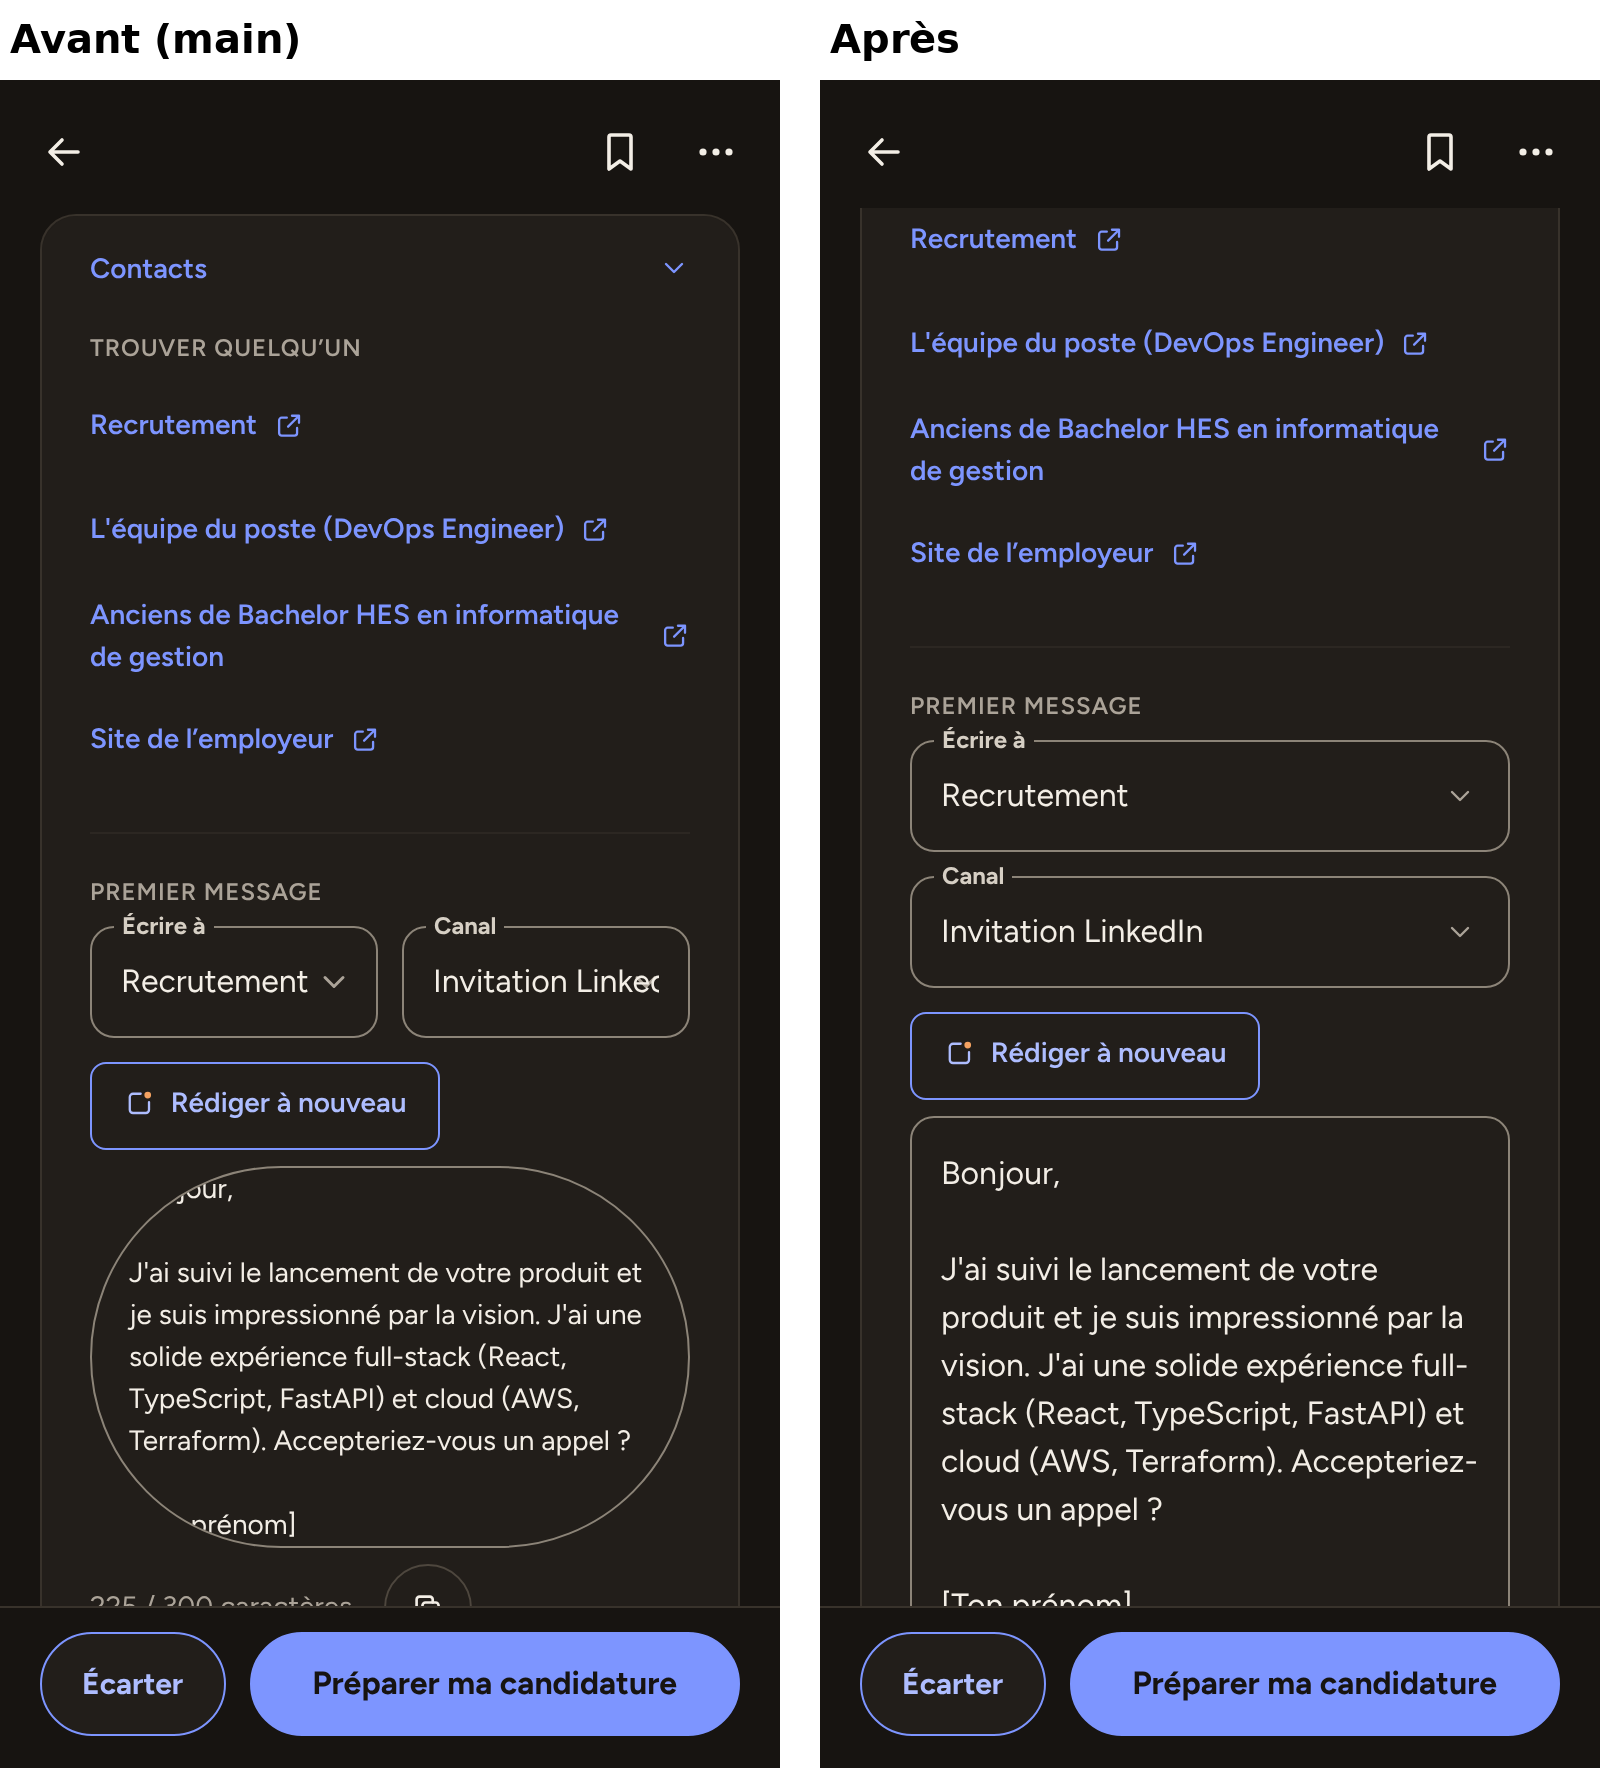 Avant (main)
Contacts
TROUVER QUELQU’UN
Recrutement
L'équipe du poste (DevOps Engineer)
Anciens de Bachelor HES en informatique
de gestion
Site de l’employeur
PREMIER MESSAGE
Écrire à
Recrutement
Canal
Invitation
Rédiger à nouveau
J'ai suivi le lancement de votre produit et
je suis impressionné par la vision. J'ai une
solide expérience full-stack (React,
TypeScript, FastAPI) et cloud (AWS,
Terraform). Accepteriez-vous un appel ?
prénom]
225 / 300 caractères
Écarter
Préparer ma candidature
Après
Recrutement
L'équipe du poste (DevOps Engineer)
Anciens de Bachelor HES en informatique
de gestion
Site de l’employeur
PREMIER MESSAGE
Écrire à
Recrutement
Canal
Invitation LinkedIn
Rédiger à nouveau
Bonjour,
J'ai suivi le lancement de votre
produit et je suis impressionné par la
vision. J'ai une solide expérience full-
stack (React, TypeScript, FastAPI) et
cloud (AWS, Terraform). Accepteriez-
vous un appel ?
[Ton prénom]
Écarter
Préparer ma candidature